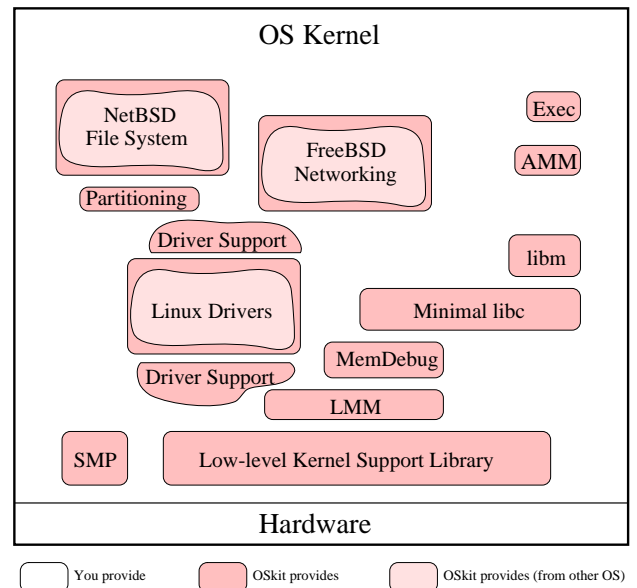 OS Kernel
NetBSD
File System
Exec
FreeBSD
Networking
AMM
Partitioning
Driver Support
libm
Linux Drivers
Minimal libc
MemDebug
Driver Support
LMM
SMP
Low-level Kernel Support Library
Hardware
You provide
OSkit provides
OSkit provides (from other OS)